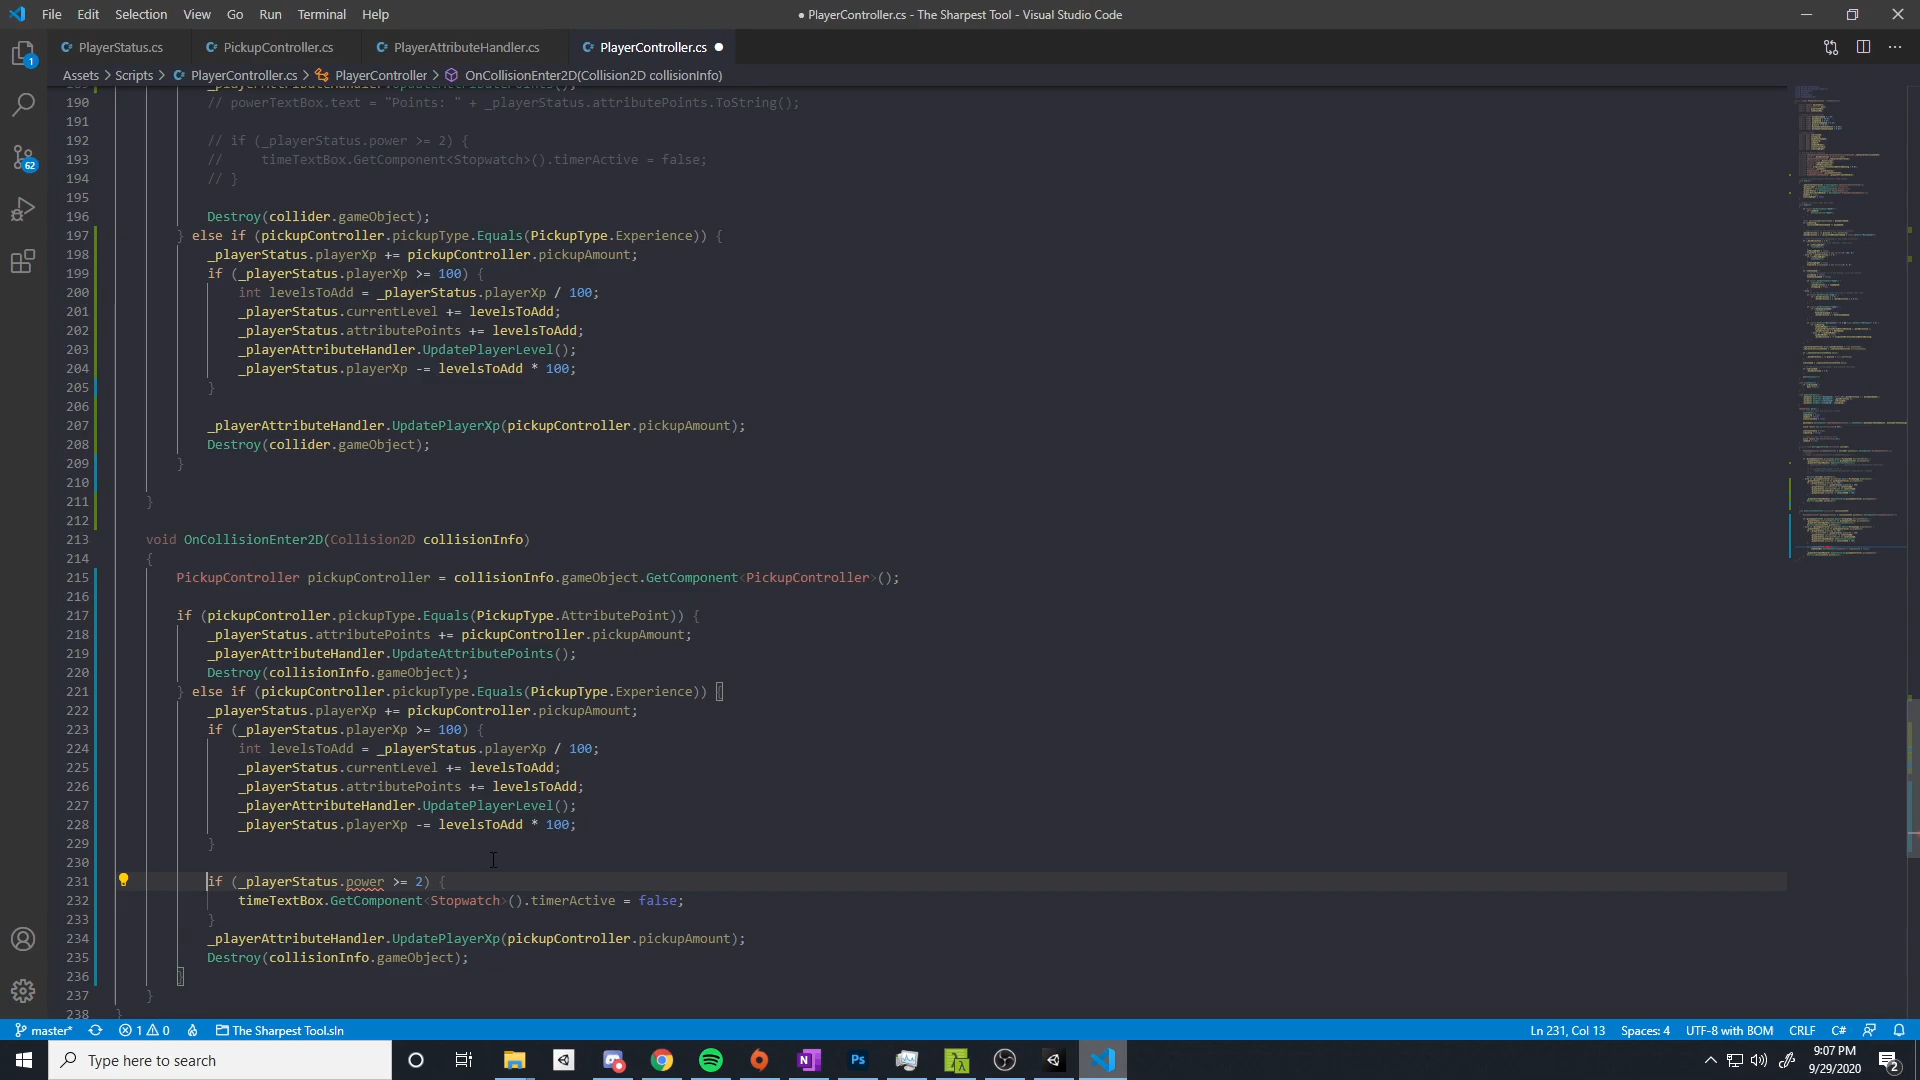 File Edit Selection View Go Run Terminal Help
● PlayerController.cs - The Sharpest Tool - Visual Studio Code
PlayerStatus.cs
PickupController.cs
PlayerAttributeHandler.cs
PlayerController.cs
Assets > Scripts > PlayerController.cs > PlayerController > OnCollisionEnter2D(Collision2D collisionInfo)
189 _playerAttributeHandler.UpdateAttributePoints();
190 // powerTextBox.text = "Points: " + _playerStatus.attributePoints.ToString();
191
192 // if (_playerStatus.power >= 2) {
193 //     timeTextBox.GetComponent<Stopwatch>().timerActive = false;
194 // }
195
196 Destroy(collider.gameObject);
197 } else if (pickupController.pickupType.Equals(PickupType.Experience)) {
198 _playerStatus.playerXp += pickupController.pickupAmount;
199 if (_playerStatus.playerXp >= 100) {
200 int levelsToAdd = _playerStatus.playerXp / 100;
201 _playerStatus.currentLevel += levelsToAdd;
202 _playerStatus.attributePoints += levelsToAdd;
203 _playerAttributeHandler.UpdatePlayerLevel();
204 _playerStatus.playerXp -= levelsToAdd * 100;
205 }
206
207 _playerAttributeHandler.UpdatePlayerXp(pickupController.pickupAmount);
208 Destroy(collider.gameObject);
209 }
210
211 }
212
213 void OnCollisionEnter2D(Collision2D collisionInfo)
214 {
215 PickupController pickupController = collisionInfo.gameObject.GetComponent<PickupController>();
216
217 if (pickupController.pickupType.Equals(PickupType.AttributePoint)) {
218 _playerStatus.attributePoints += pickupController.pickupAmount;
219 _playerAttributeHandler.UpdateAttributePoints();
220 Destroy(collisionInfo.gameObject);
221 } else if (pickupController.pickupType.Equals(PickupType.Experience)) {
222 _playerStatus.playerXp += pickupController.pickupAmount;
223 if (_playerStatus.playerXp >= 100) {
224 int levelsToAdd = _playerStatus.playerXp / 100;
225 _playerStatus.currentLevel += levelsToAdd;
226 _playerStatus.attributePoints += levelsToAdd;
227 _playerAttributeHandler.UpdatePlayerLevel();
228 _playerStatus.playerXp -= levelsToAdd * 100;
229 }
230
231 if (_playerStatus.power >= 2) {
232 timeTextBox.GetComponent<Stopwatch>().timerActive = false;
233 }
234 _playerAttributeHandler.UpdatePlayerXp(pickupController.pickupAmount);
235 Destroy(collisionInfo.gameObject);
236 }
237 }
238 }
1
62
master* 1 0 The Sharpest Tool.sln
Ln 231, Col 13 Spaces: 4 UTF-8 with BOM CRLF C#
Type here to search
N
Ps
9:07 PM
9/29/2020
2